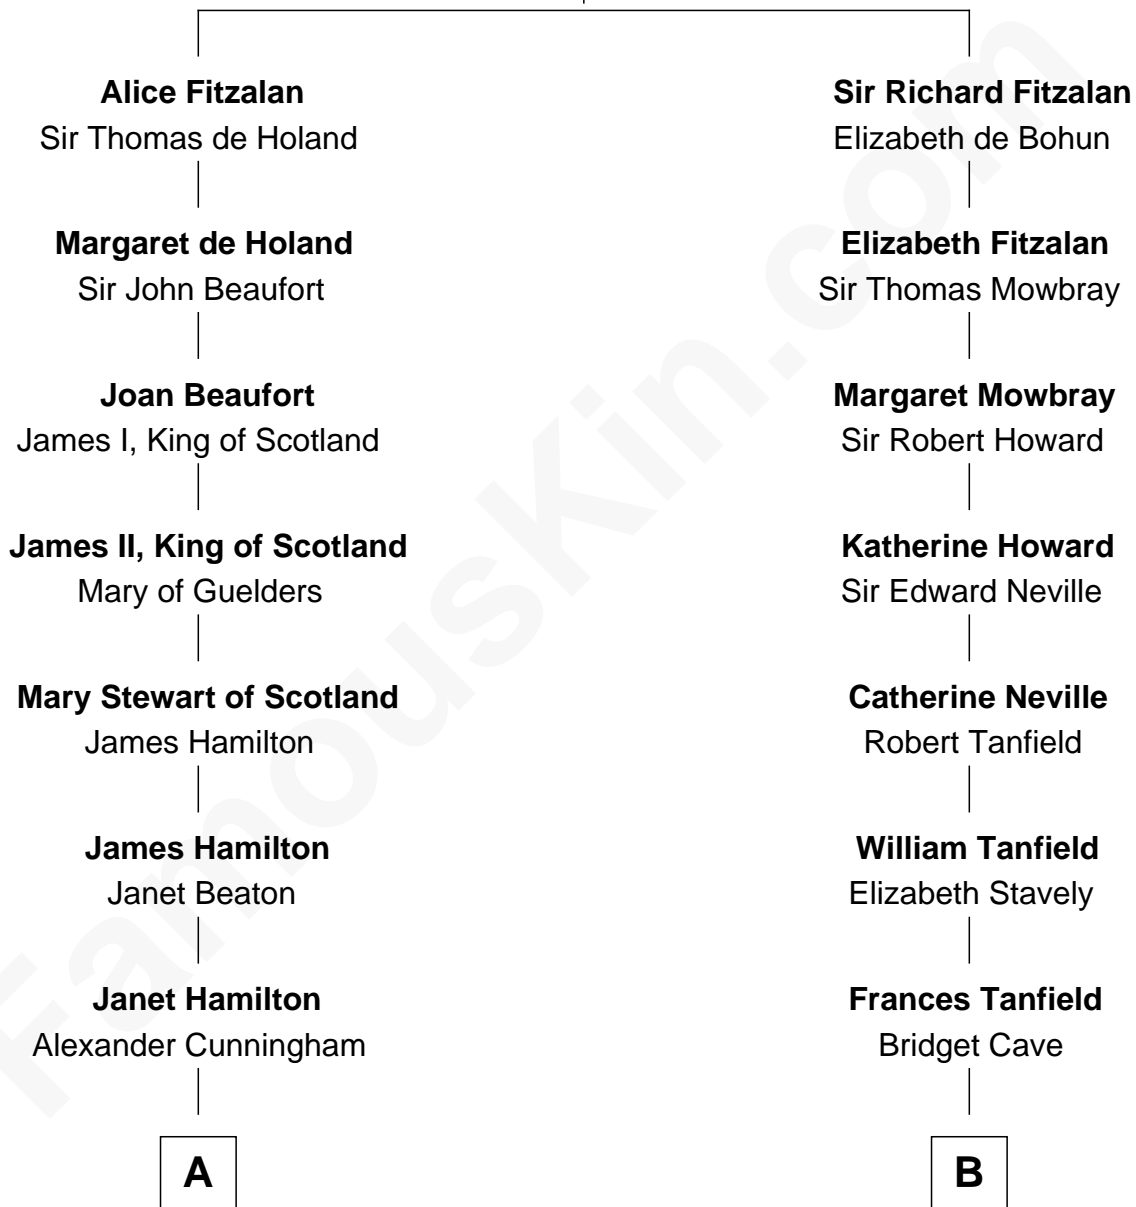 Alice Fitzalan
Sir Thomas de Holand
Margaret de Holand
Sir John Beaufort
Joan Beaufort
James I, King of Scotland
James II, King of Scotland
Mary of Guelders
Mary Stewart of Scotland
James Hamilton
James Hamilton
Janet Beaton
Janet Hamilton
Alexander Cunningham
A
Sir Richard Fitzalan
Elizabeth de Bohun
Elizabeth Fitzalan
Sir Thomas Mowbray
Margaret Mowbray
Sir Robert Howard
Katherine Howard
Sir Edward Neville
Catherine Neville
Robert Tanfield
William Tanfield
Elizabeth Stavely
Frances Tanfield
Bridget Cave
B
FamousKin.com